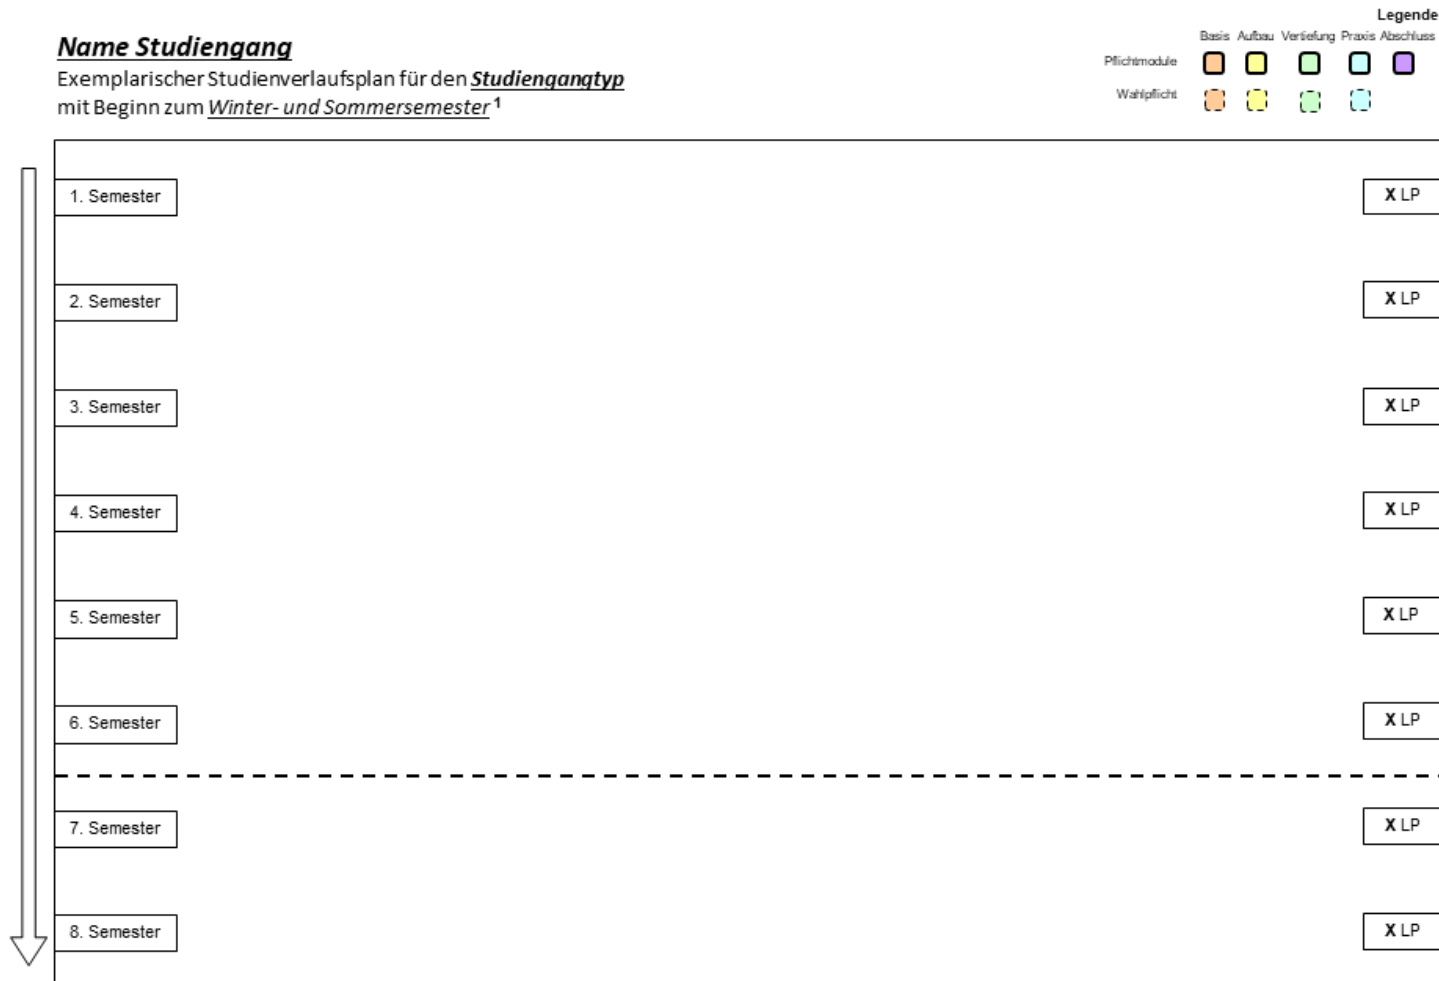 Legende
Basis Aufbau Vertiefung Praxis Abschluss
Pflichtmodule
Wahlpflicht
Name Studiengang
Exemplarischer Studienverlaufsplan für den Studiengangtyp
mit Beginn zum Winter- und Sommersemester 1
1. Semester X LP
2. Semester X LP
3. Semester X LP
4. Semester X LP
5. Semester X LP
6. Semester X LP
7. Semester X LP
8. Semester X LP